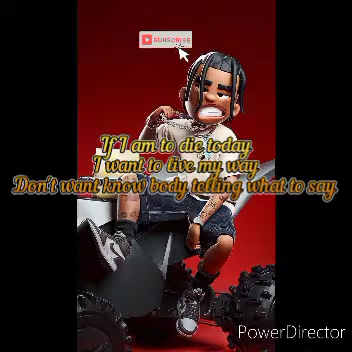 SUBSCRIBE
If I am to die today
I want to live my way
Don't want know body telling what to say
PowerDirector